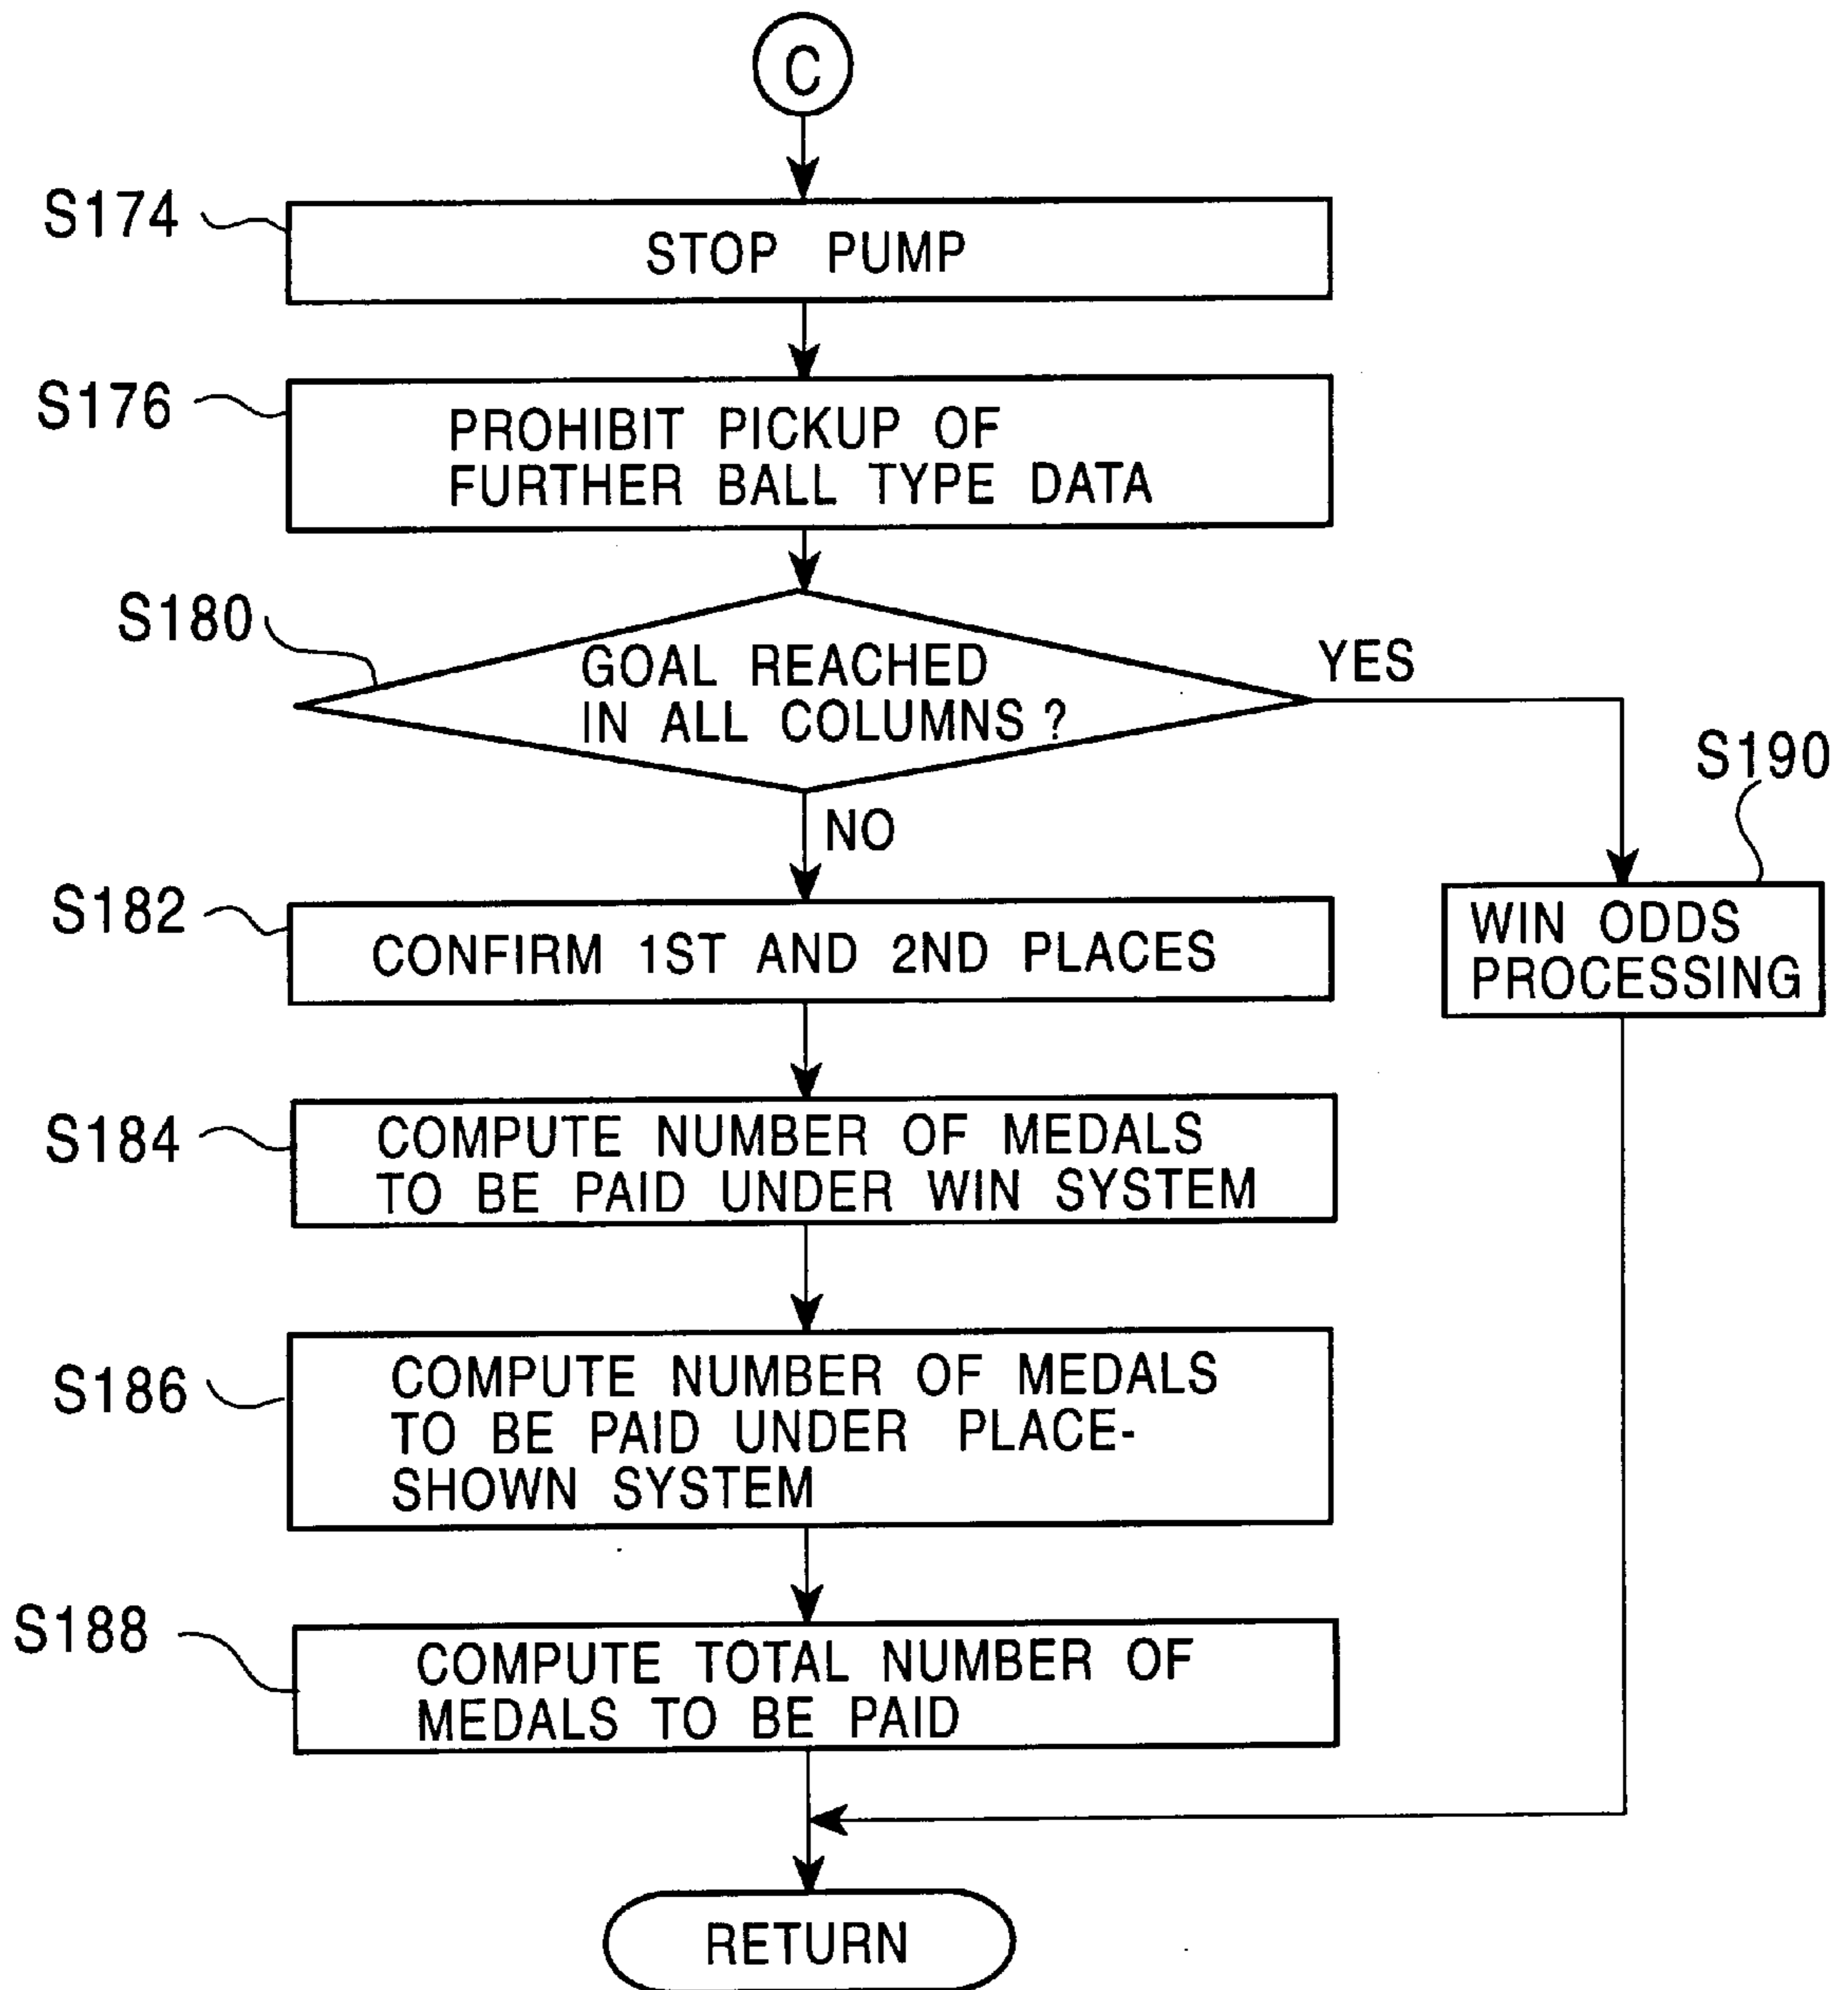 C
S174
STOP PUMP
S176
PROHIBIT PICKUP OF
FURTHER BALL TYPE DATA
S180
GOAL REACHED
IN ALL COLUMNS ?
YES
S190
NO
WIN ODDS
PROCESSING
S182
CONFIRM 1ST AND 2ND PLACES
S184
COMPUTE NUMBER OF MEDALS
TO BE PAID UNDER WIN SYSTEM
S186
COMPUTE NUMBER OF MEDALS
TO BE PAID UNDER PLACE-
SHOWN SYSTEM
S188
COMPUTE TOTAL NUMBER OF
MEDALS TO BE PAID
RETURN